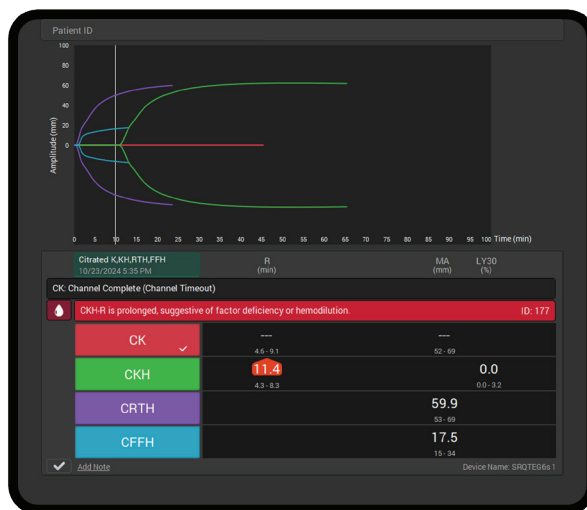 Patient ID
100
80
60
40
20
0
Amplitude (mm)
0 5 10 15 20 25 30 35 40 45 50 55 60 65 70 75 80 85 90 95 100 Time (min)
Citrated K,KH,RTH,FFH
10/23/2024 5:35 PM
R
(min)
MA
(mm)
LY30
(%)
CK: Channel Complete (Channel Timeout)
CKH-R is prolonged, suggestive of factor deficiency or hemodilution. ID: 177
CK --- ---
4.6 - 9.1 52 - 69
CKH 11.4 0.0
4.3 - 8.3 0.0 - 3.2
CRTH 59.9
53 - 69
CFFH 17.5
15 - 34
Add Note Device Name: SRQTEG6s 1